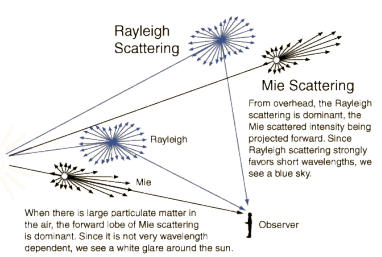 Rayleigh
Scattering
Mie Scattering
From overhead, the Rayleigh
scattering is dominant, the
Mie scattered intensity being
projected forward. Since
Rayleigh scattering strongly
favors short wavelengths, we
see a blue sky.
Rayleigh
Mie
When there is large particulate matter in
the air, the forward lobe of Mie scattering
is dominant. Since it is not very wavelength
dependent, we see a white glare around the sun.
Observer